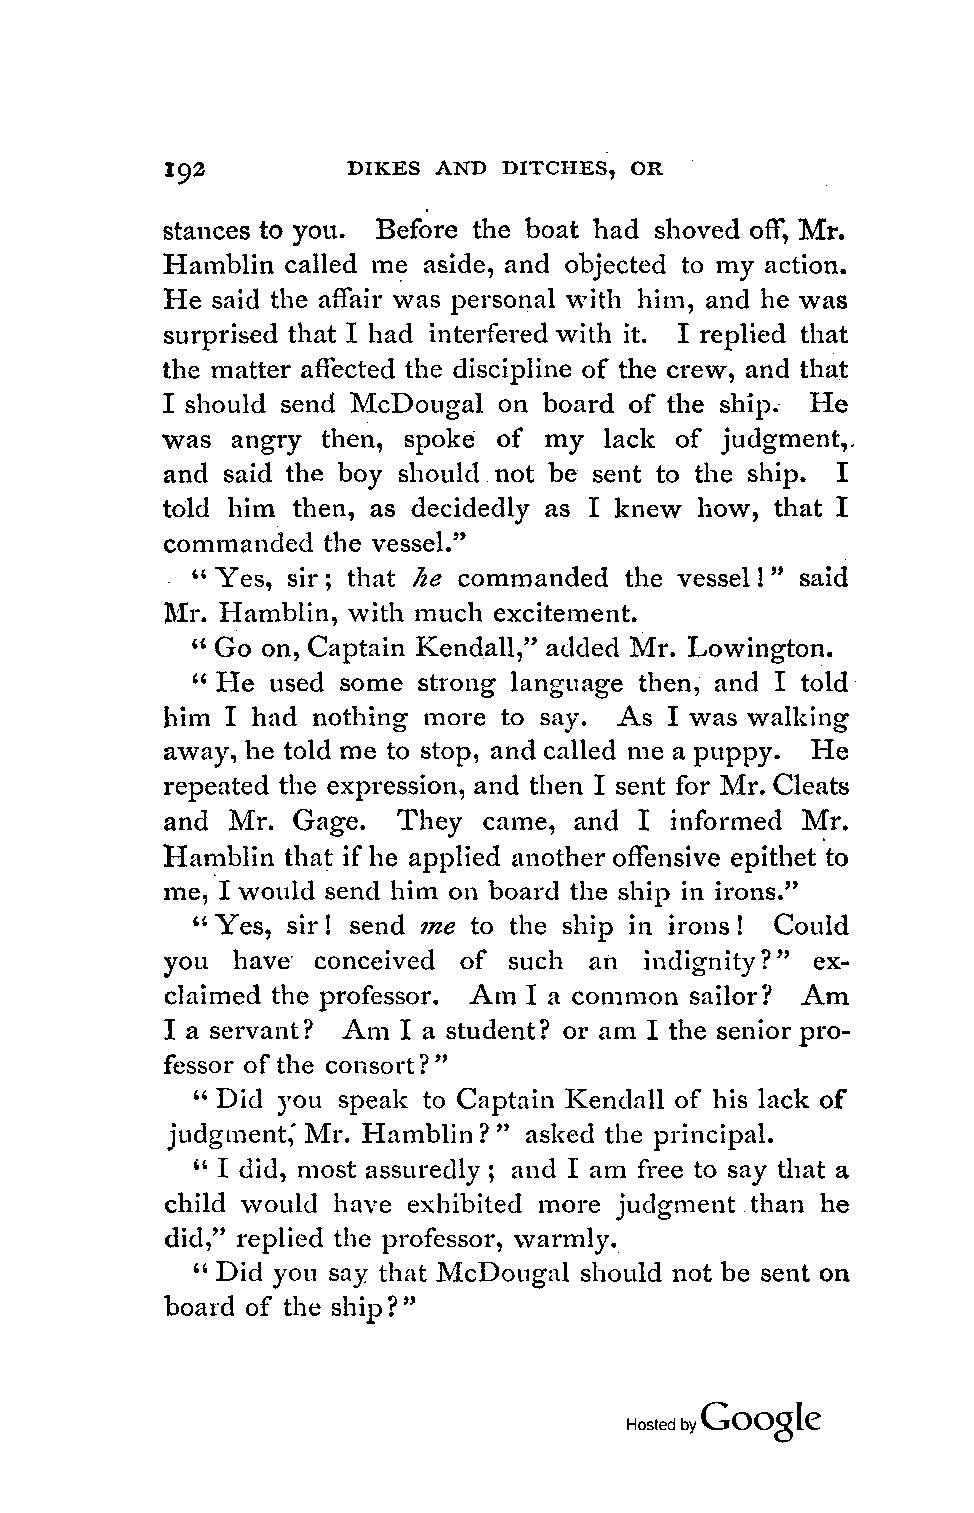 192 DIKES AND DITCHES, OR
stances to you. Before the boat had shoved off, Mr.
Hamblin called me aside, and objected to my action.
He said the affair was personal with him, and he was
surprised that I had interfered with it. I replied that
the matter affected the discipline of the crew, and that
I should send McDougal on board of the ship. He
was angry then, spoke of my lack of judgment,
and said the boy should not be sent to the ship. I
told him then, as decidedly as I knew how, that I
commanded the vessel."
"Yes, sir; that he commanded the vessel!" said
Mr. Hamblin, with much excitement.
"Go on, Captain Kendall," added Mr. Lowington.
"He used some strong language then, and I told
him I had nothing more to say. As I was walking
away, he told me to stop, and called me a puppy. He
repeated the expression, and then I sent for Mr. Cleats
and Mr. Gage. They came, and I informed Mr.
Hamblin that if he applied another offensive epithet to
me, I would send him on board the ship in irons."
"Yes, sir! send me to the ship in irons! Could
you have conceived of such an indignity?" ex-
claimed the professor. Am I a common sailor? Am
I a servant? Am I a student? or am I the senior pro-
fessor of the consort?"
"Did you speak to Captain Kendall of his lack of
judgment, Mr. Hamblin?" asked the principal.
"I did, most assuredly; and I am free to say that a
child would have exhibited more judgment than he
did," replied the professor, warmly.
"Did you say that McDougal should not be sent on
board of the ship?"
Hosted by Google